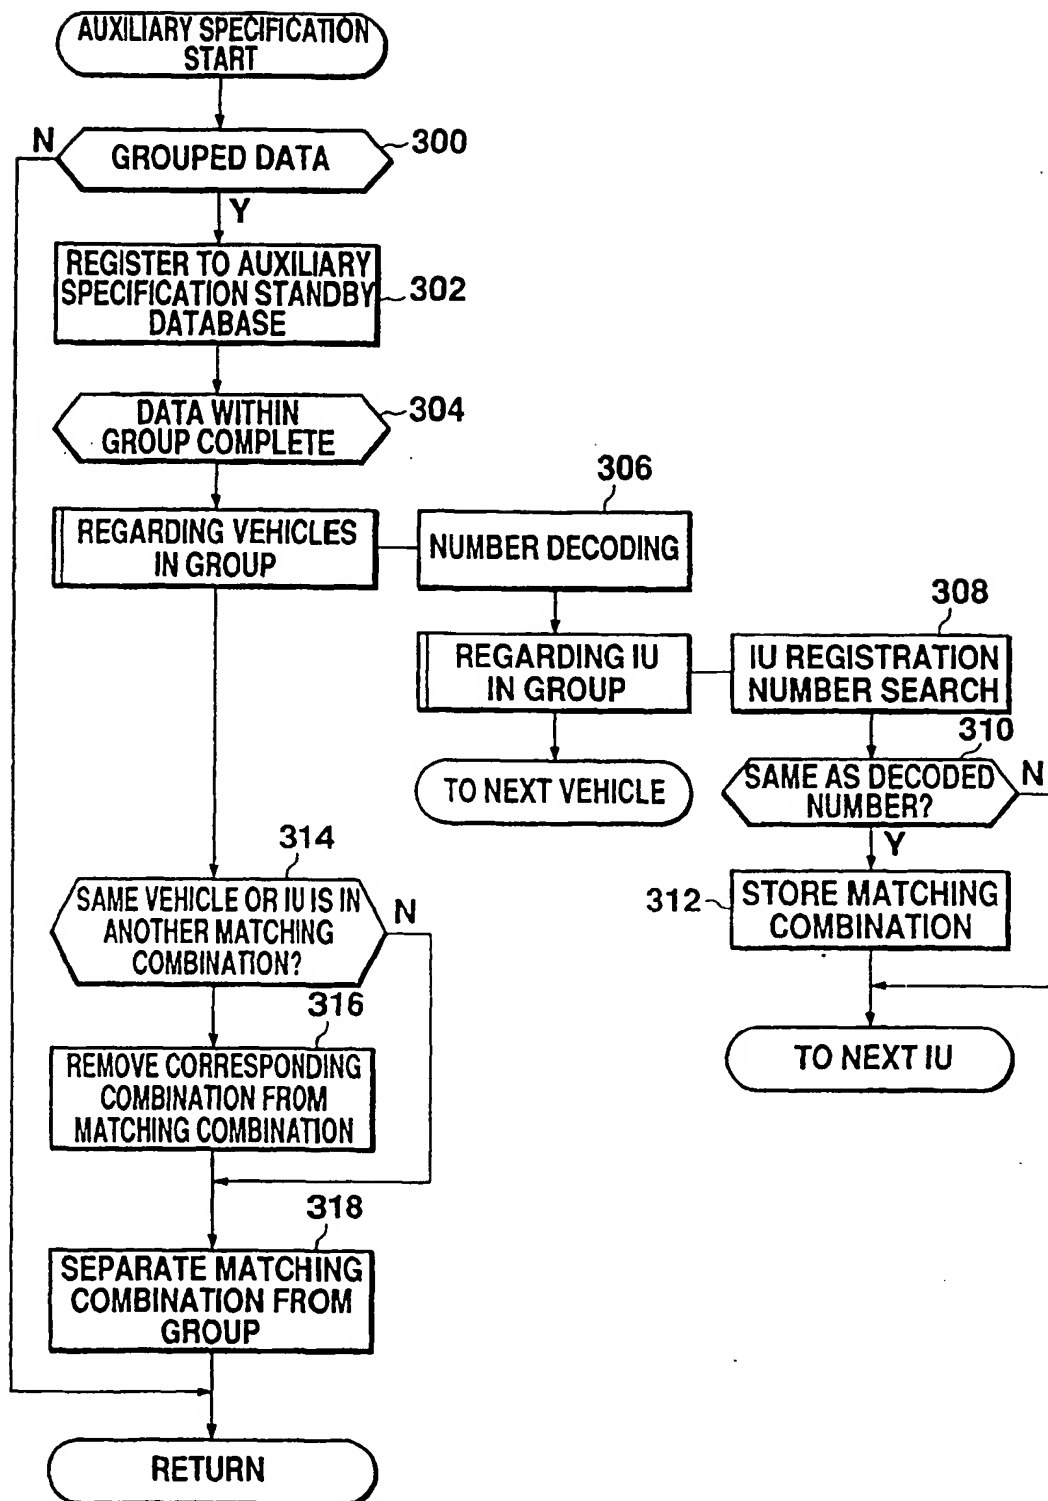 AUXILIARY SPECIFICATION
START
N
GROUPED DATA
300
Y
REGISTER TO AUXILIARY
SPECIFICATION STANDBY
DATABASE
302
DATA WITHIN
GROUP COMPLETE
304
REGARDING VEHICLES
IN GROUP
306
NUMBER DECODING
REGARDING IU
IN GROUP
TO NEXT VEHICLE
308
IU REGISTRATION
NUMBER SEARCH
310
SAME AS DECODED
NUMBER?
N
Y
312
STORE MATCHING
COMBINATION
TO NEXT IU
314
SAME VEHICLE OR IU IS IN
ANOTHER MATCHING
COMBINATION?
N
316
REMOVE CORRESPONDING
COMBINATION FROM
MATCHING COMBINATION
318
SEPARATE MATCHING
COMBINATION FROM
GROUP
RETURN